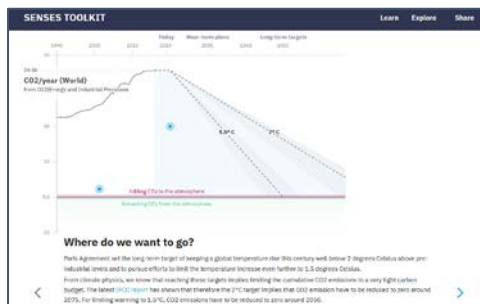 SENSES TOOLKIT
Learn Explore Share
Today Near-term plans Long-term targets
CO2/year (World)
from CO2|Energy and Industrial Processes
1.5° C 2° C
0.0
Adding CO2 to the atmosphere
Removing CO2 from the atmosphere
Where do we want to go?
Paris Agreement set the long-term target of keeping a global temperature rise this century well below 2 degrees Celsius above pre-
industrial levels and to pursue efforts to limit the temperature increase even further to 1.5 degrees Celsius.
From climate physics, we know that reaching these targets implies limiting the cumulative CO2 emissions in a very tight carbon
budget. The latest IPCC report has shown that therefore the 2°C target implies that CO2 emission have to be reduced to zero around
2075. For limiting warming to 1.5°C, CO2 emissions have to be reduced to zero around 2050.